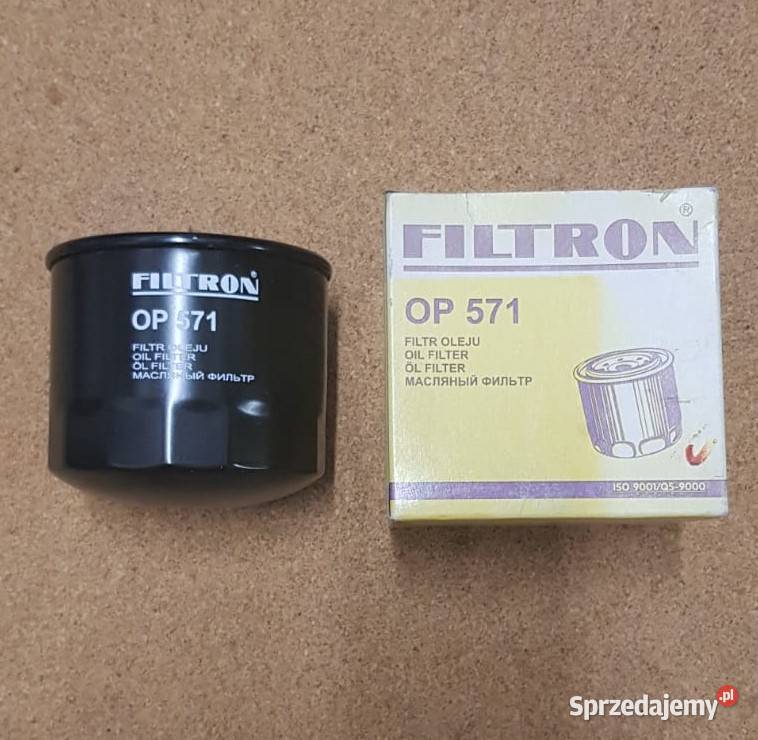 FILTRON®
OP 571
FILTR OLEJU
OIL FILTER
ÖL FILTER
МАСЛЯНЫЙ ФИЛЬТР
FILTRON®
OP 571
FILTR OLEJU
OIL FILTER
ÖL FILTER
МАСЛЯНЫЙ ФИЛЬТР
ISO 9001/QS-9000
Sprzedajemy.pl